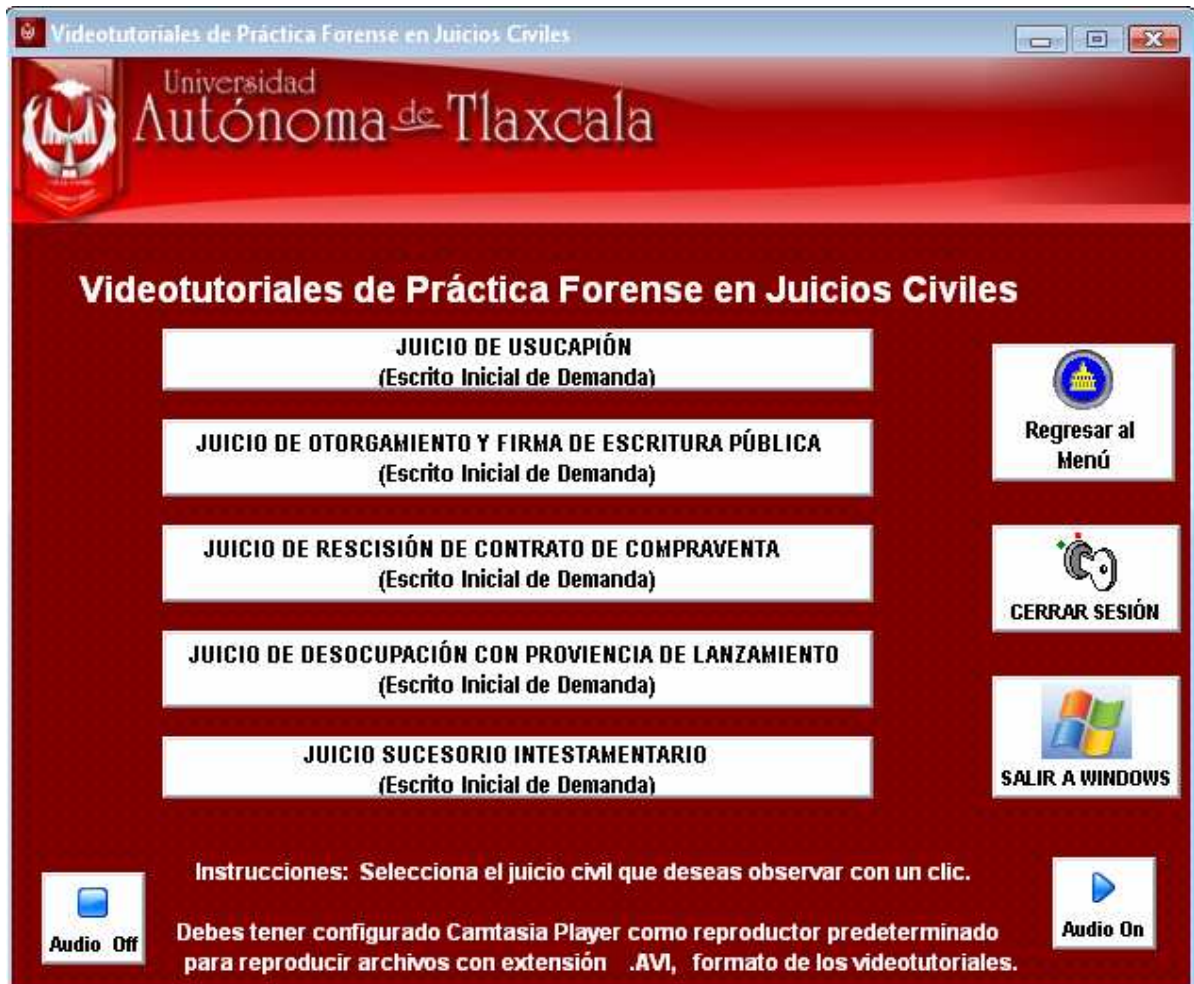 Videotutoriales de Práctica Forense en Juicios Civiles
Universidad
Autónoma de Tlaxcala
Videotutoriales de Práctica Forense en Juicios Civiles
JUICIO DE USUCAPIÓN
(Escrito Inicial de Demanda)
JUICIO DE OTORGAMIENTO Y FIRMA DE ESCRITURA PÚBLICA
(Escrito Inicial de Demanda)
JUICIO DE RESCISIÓN DE CONTRATO DE COMPRAVENTA
(Escrito Inicial de Demanda)
JUICIO DE DESOCUPACIÓN CON PROVIENCIA DE LANZAMIENTO
(Escrito Inicial de Demanda)
JUICIO SUCESORIO INTESTAMENTARIO
(Escrito Inicial de Demanda)
Regresar al
Menú
CERRAR SESIÓN
SALIR A WINDOWS
Instrucciones: Selecciona el juicio civil que deseas observar con un clic.
Debes tener configurado Camtasia Player como reproductor predeterminado
para reproducir archivos con extensión .AVI, formato de los videotutoriales.
Audio Off
Audio On